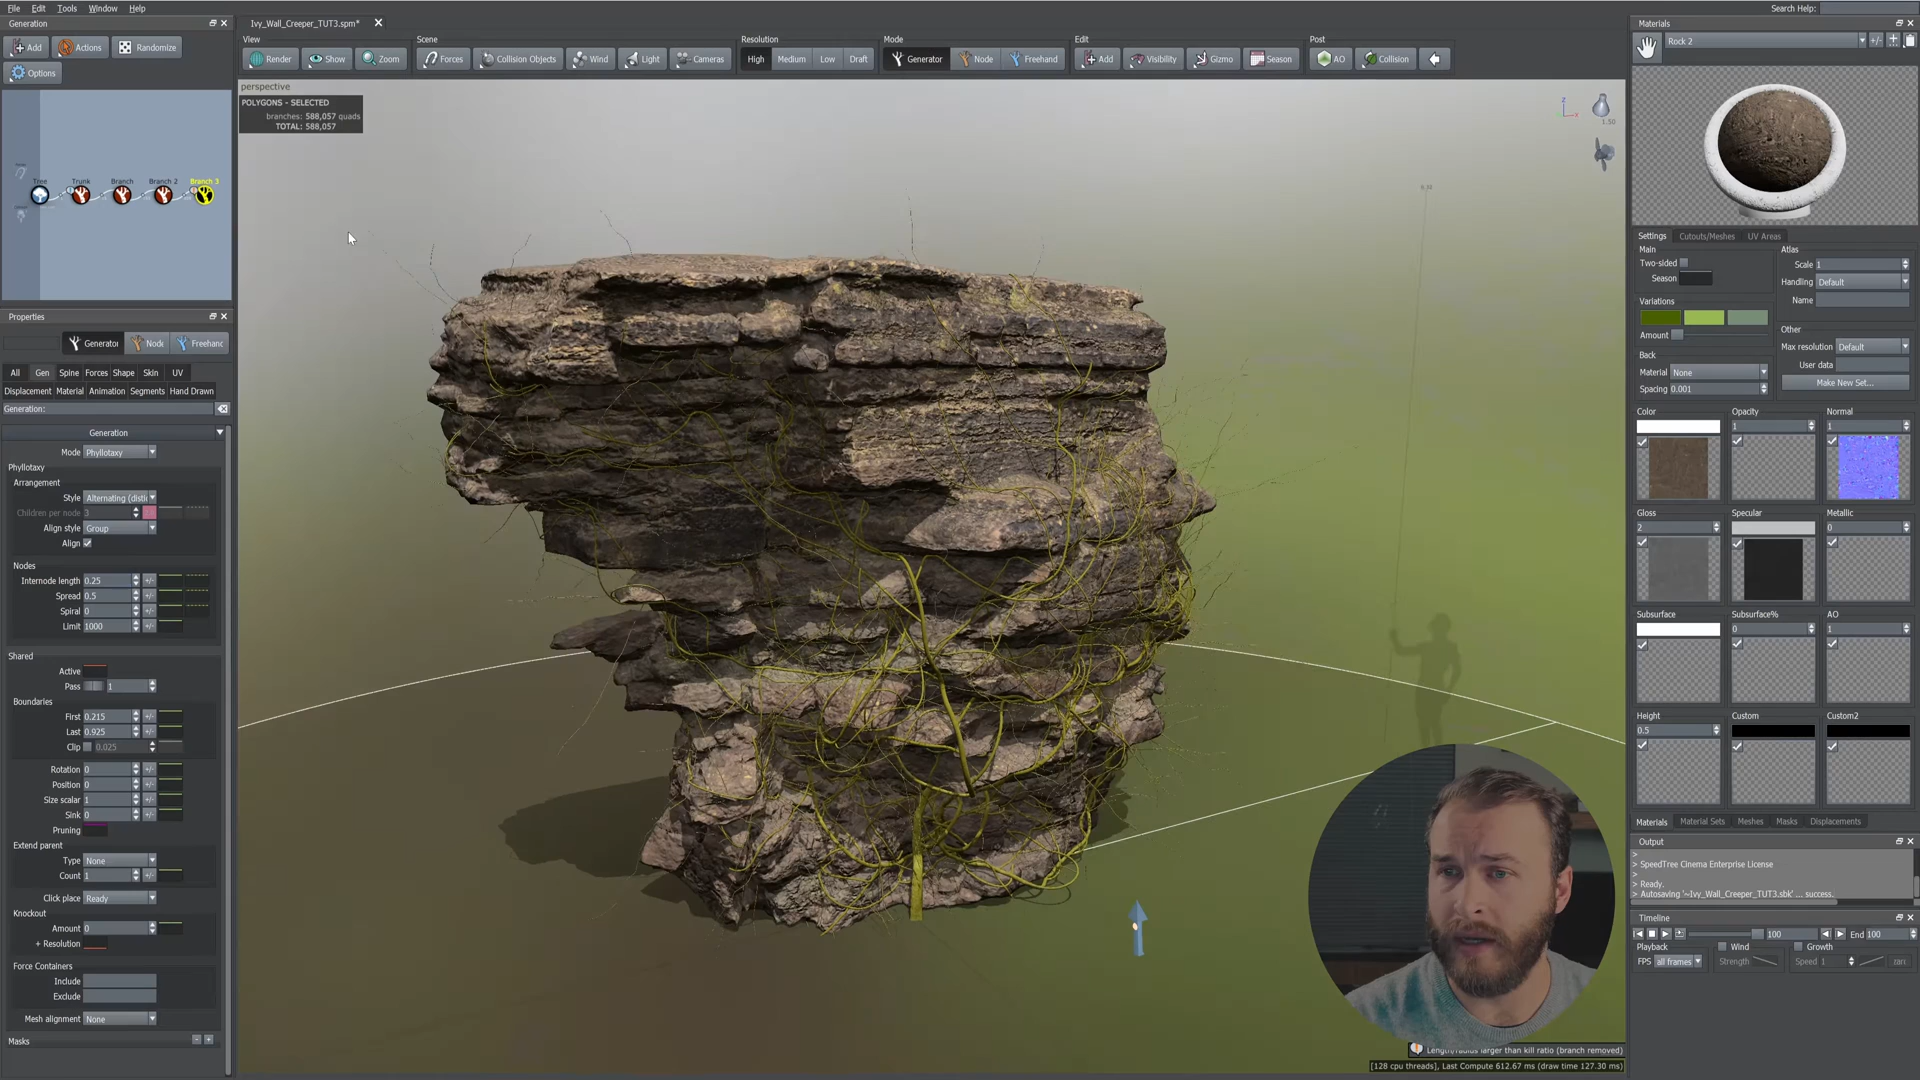 File Edit Tools Window Help
Generation
Add Actions Randomize
Options
Tree Trunk Branch Branch 2 Branch 3
Properties
Generator Node Freehand
All Gen Spine Forces Shape Skin UV
Displacement Material Animation Segments Hand Drawn
Generation:
Generation
Mode Phyllotaxy
Phyllotaxy
Arrangement
Style Alternating (disti
Children per node 3
Align style Group
Align
Nodes
Internode length 0.25 +/-
Spread 0.5 +/-
Spiral 0 +/-
Limit 1000 +/-
Shared
Active
Pass 1
Boundaries
First 0.215 +/-
Last 0.925 +/-
Clip 0.025
Rotation 0 +/-
Position 0 +/-
Size scalar 1 +/-
Sink 0 +/-
Pruning
Extend parent
Type None
Count 1 +/-
Click place Ready
Knockout
Amount 0
+ Resolution
Force Containers
Include
Exclude
Mesh alignment None
Masks
Ivy_Wall_Creeper_TUT3.spm*
View Scene Resolution Mode Edit Post
Render Show Zoom Forces Collision Objects Wind Light Cameras High Medium Low Draft Generator Node Freehand Add Visibility Gizmo Season AO Collision
perspective
POLYGONS - SELECTED
branches: 588,057 quads
TOTAL: 588,057
z
x
1.50
Length/radius larger than kill ratio (branch removed)
[128 cpu threads], Last Compute 612.67 ms (draw time 127.30 ms)
Search Help:
Materials
Rock 2 +/-
Settings Cutouts/Meshes UV Areas
Main Atlas
Two-sided Scale 1
Season Handling Default
Name
Variations
Amount Other
Max resolution Default
Back User data
Material None Make New Set...
Spacing 0.001
Color Opacity Normal
1 1
Gloss Specular Metallic
2 0
Subsurface Subsurface% AO
0 1
Height Custom Custom2
0.5
Materials Material Sets Meshes Masks Displacements
Output
>
> SpeedTree Cinema Enterprise License
>
> Ready.
> Autosaving '~Ivy_Wall_Creeper_TUT3.sbk' ... success.
Timeline
100 End 100
Playback Wind Growth
FPS all frames Strength Speed 1